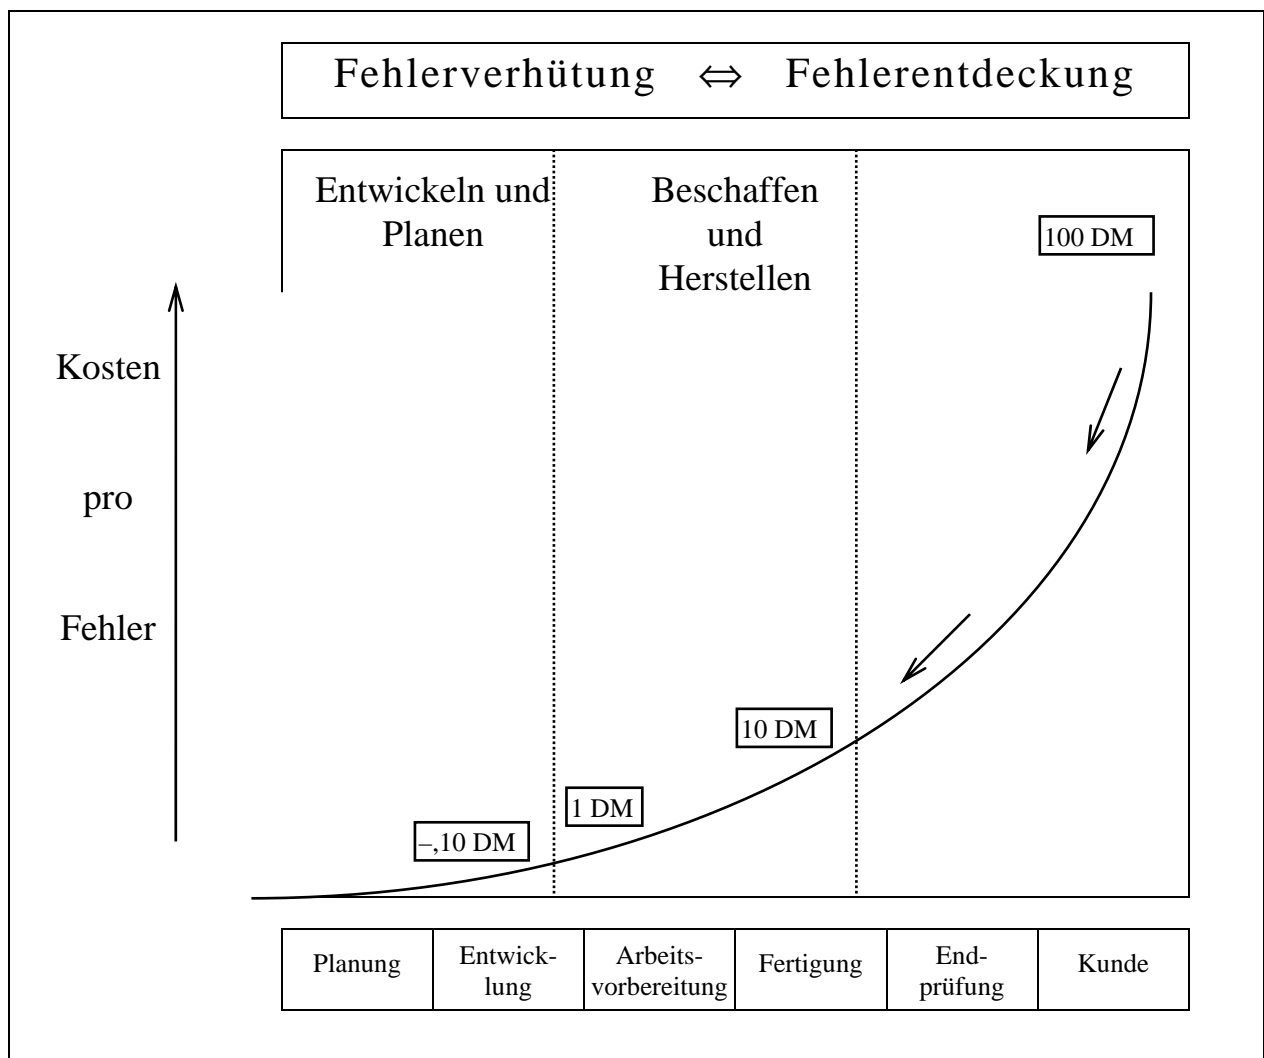 Fehlerverhütung ⇔ Fehlerentdeckung
Entwickeln und
Planen
Beschaffen
und
Herstellen
100 DM
Kosten
pro
Fehler
10 DM
1 DM
–,10 DM
Planung
Entwick-
lung
Arbeits-
vorbereitung
Fertigung
End-
prüfung
Kunde